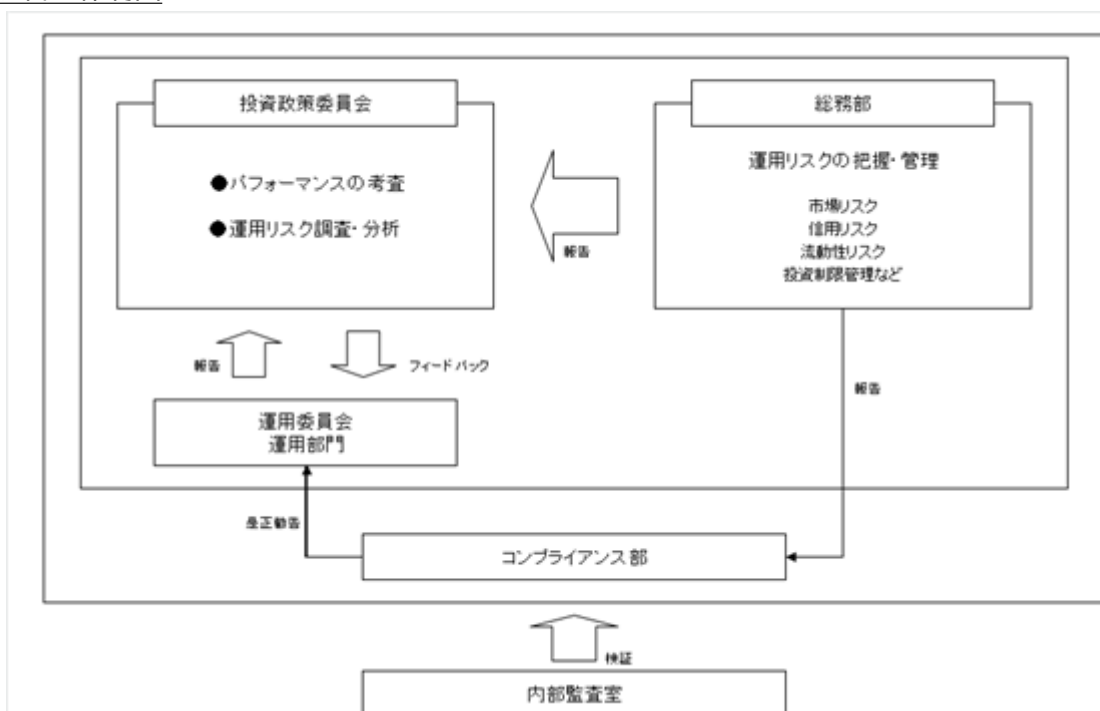 投資政策委員会
●パフォーマンスの考査
●運用リスク調査・分析
総務部
運用リスクの把握・管理
市場リスク
信用リスク
流動性リスク
投資制限管理など
報告
報告
フィードバック
運用委員会
運用部門
報告
是正勧告
コンプライアンス部
検証
内部監査室